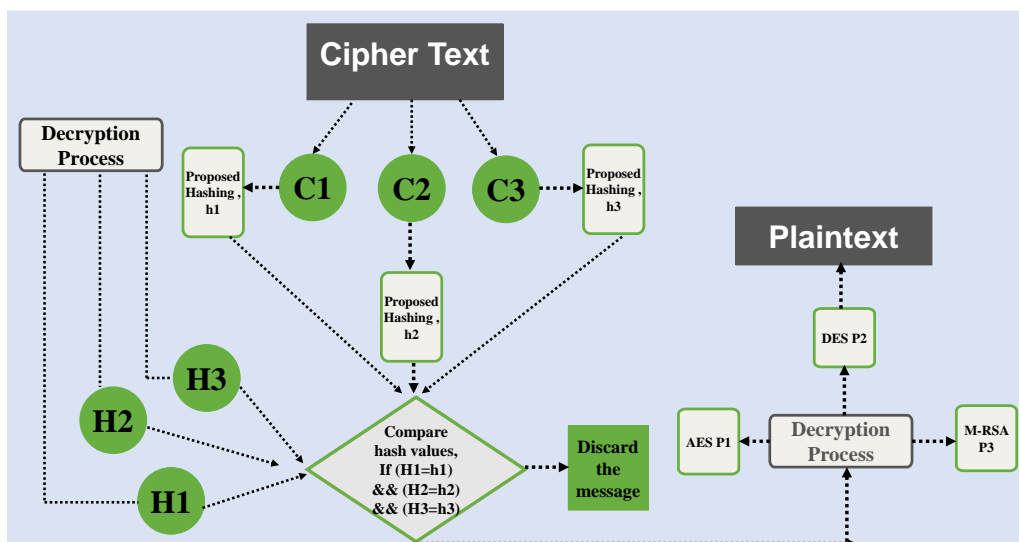 Cipher Text
Decryption
Process
Proposed
Hashing ,
h1
C1
C2
C3
Proposed
Hashing ,
h3
Plaintext
Proposed
Hashing ,
h2
DES P2
H3
H2
H1
Compare
hash values,
If (H1=h1)
&& (H2=h2)
&& (H3=h3)
Discard
the
message
AES P1
Decryption
Process
M-RSA
P3